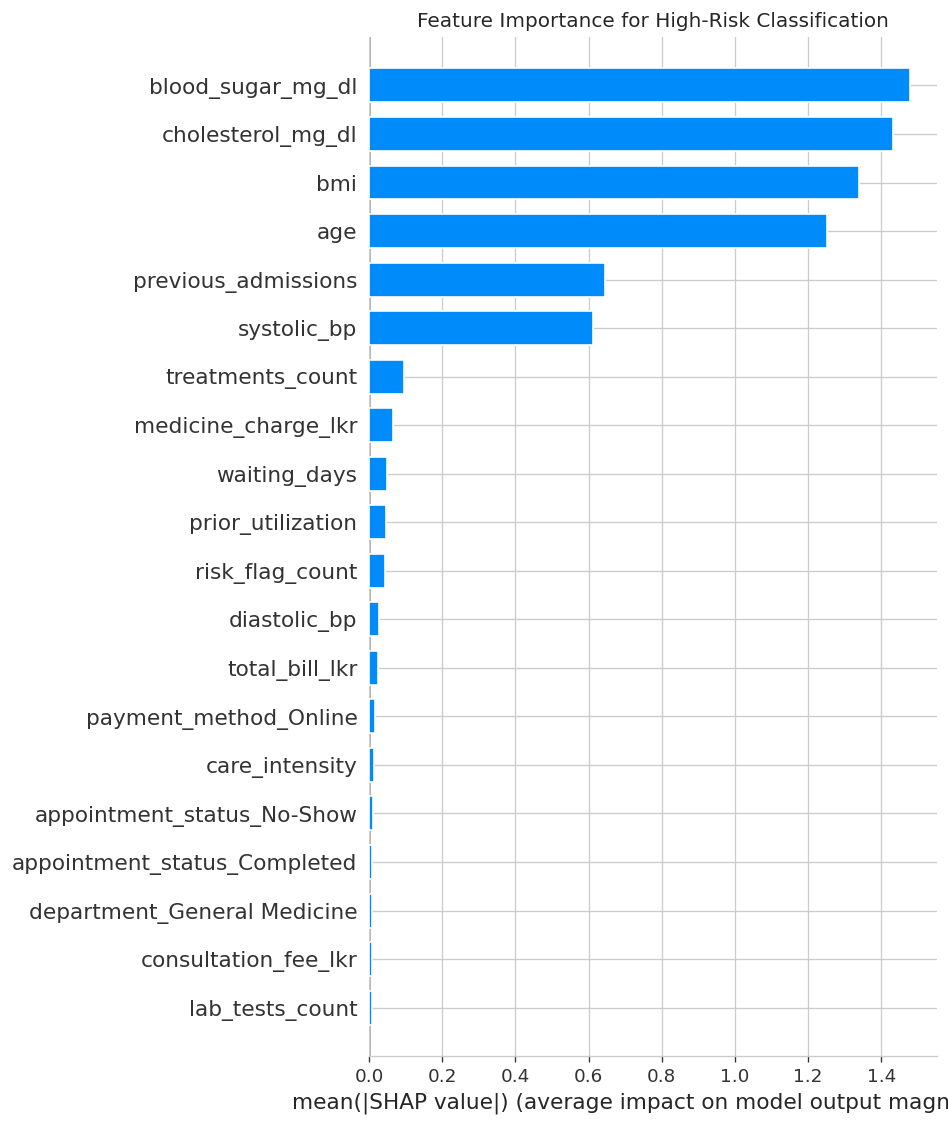 Feature Importance for High-Risk Classification
blood_sugar_mg_dl
cholesterol_mg_dl
bmi
age
previous_admissions
systolic_bp
treatments_count
medicine_charge_lkr
waiting_days
prior_utilization
risk_flag_count
diastolic_bp
total_bill_lkr
payment_method_Online
care_intensity
appointment_status_No-Show
appointment_status_Completed
department_General Medicine
consultation_fee_lkr
lab_tests_count
0.0 0.2 0.4 0.6 0.8 1.0 1.2 1.4
mean(|SHAP value|) (average impact on model output magn